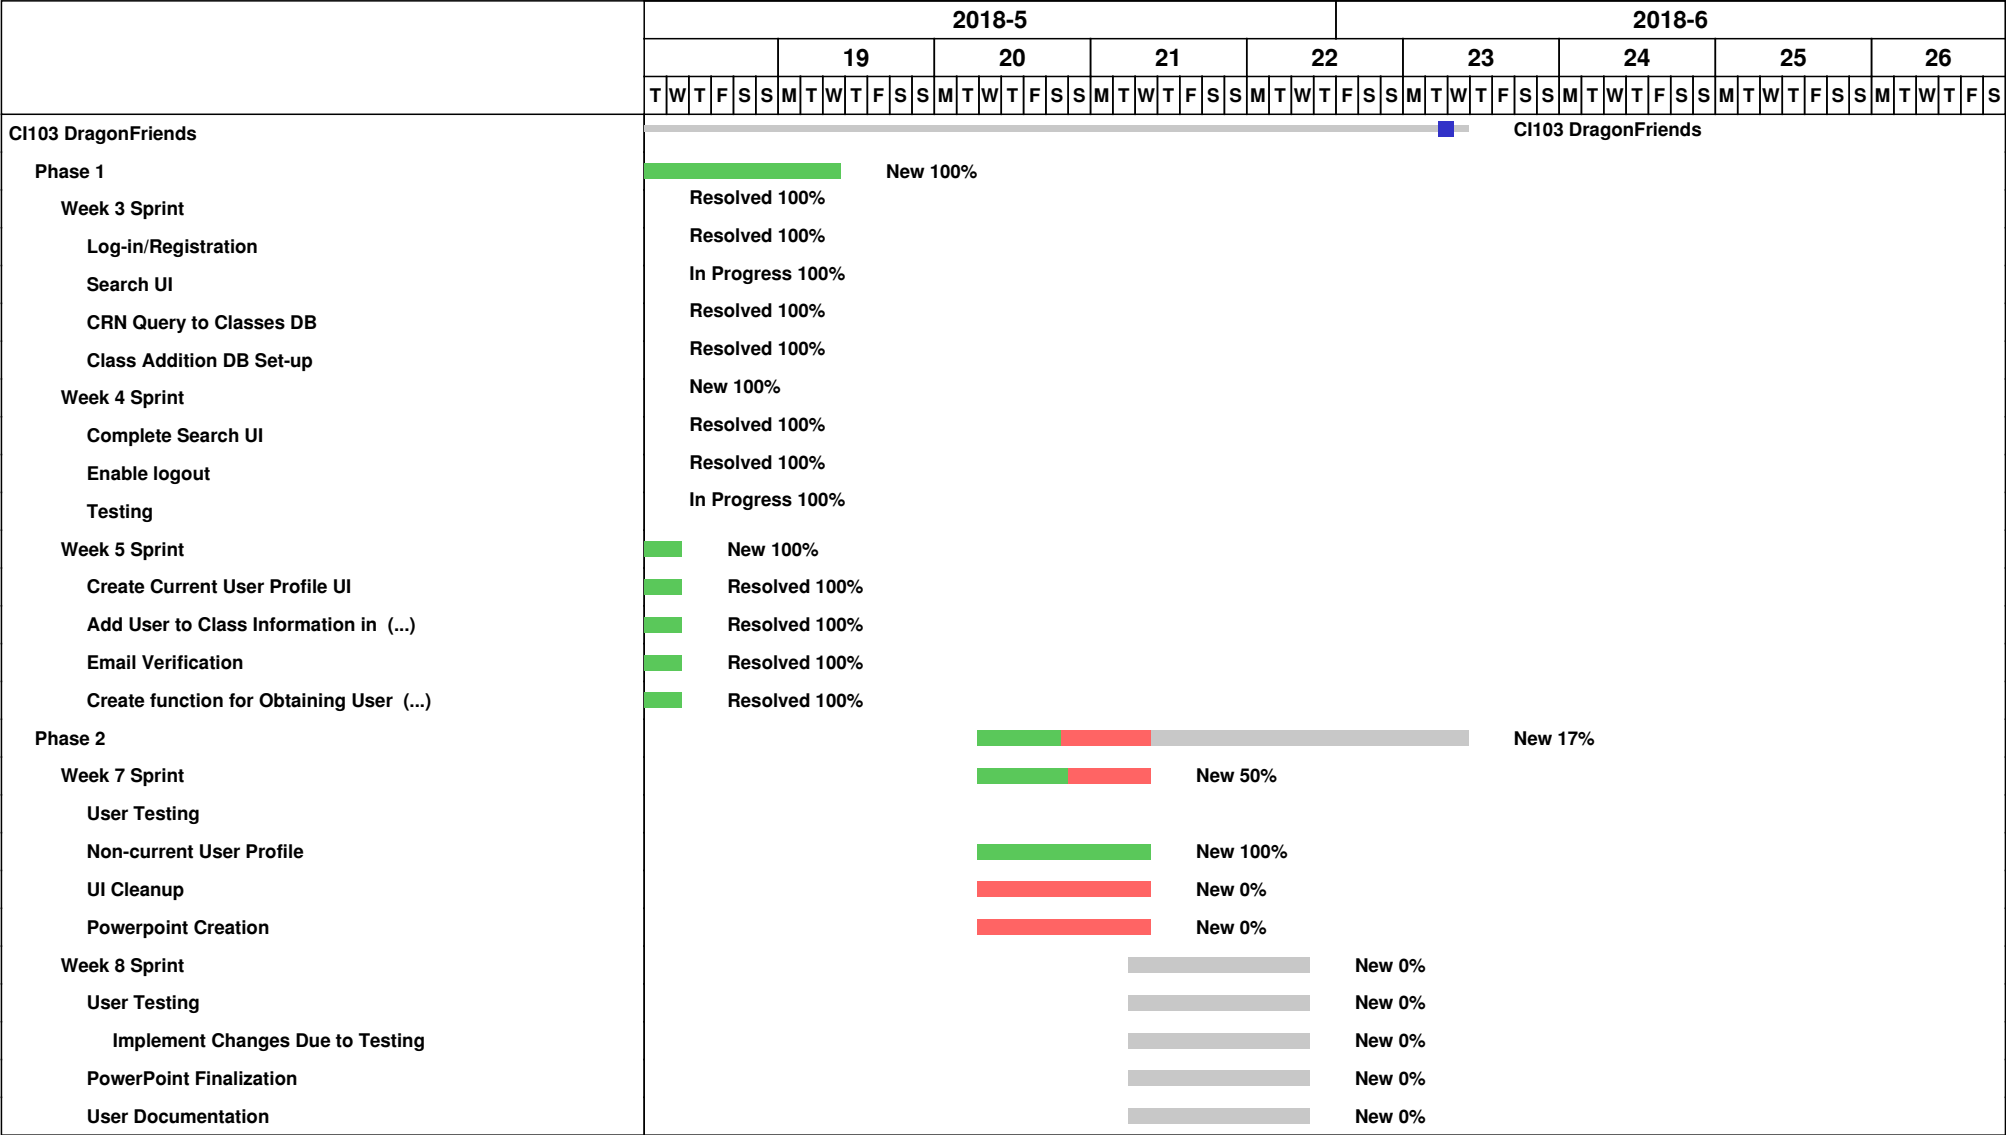 2018-5 2018-6
19 20 21 22 23 24 25 26
T W T F S S M T W T F S S M T W T F S S M T W T F S S M T W T F S S M T W T F S S M T W T F S S M T W T F S S M T W T F S
CI103 DragonFriends CI103 DragonFriends
Phase 1 New 100%
Week 3 Sprint Resolved 100%
Log-in/Registration Resolved 100%
Search UI In Progress 100%
CRN Query to Classes DB Resolved 100%
Class Addition DB Set-up Resolved 100%
Week 4 Sprint New 100%
Complete Search UI Resolved 100%
Enable logout Resolved 100%
Testing In Progress 100%
Week 5 Sprint New 100%
Create Current User Profile UI Resolved 100%
Add User to Class Information in (...) Resolved 100%
Email Verification Resolved 100%
Create function for Obtaining User (...) Resolved 100%
Phase 2 New 17%
Week 7 Sprint New 50%
User Testing
Non-current User Profile New 100%
UI Cleanup New 0%
Powerpoint Creation New 0%
Week 8 Sprint New 0%
User Testing New 0%
Implement Changes Due to Testing New 0%
PowerPoint Finalization New 0%
User Documentation New 0%